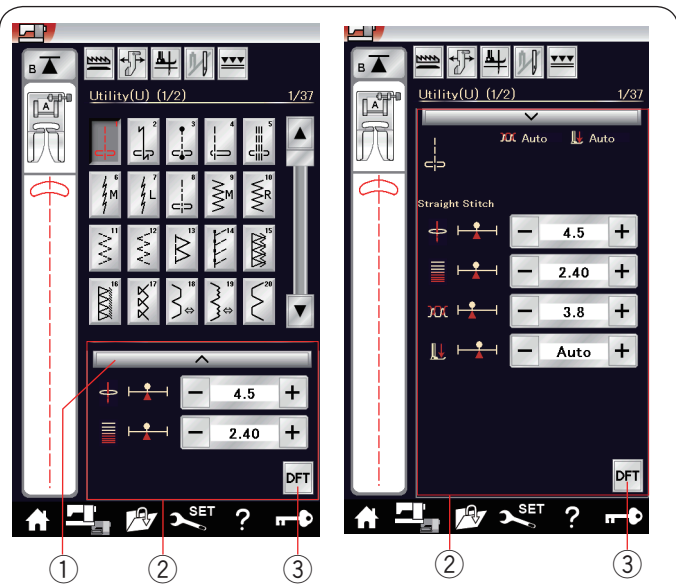 B
A
Utility(U) (1/2) 1/37
1 2 3 4 5
6 M 7 L 8 9 M 10 R
11 12 13 14 15
16 17 18 19 20
4.5
2.40
DFT
SET ?
① ② ③
B
A
Utility(U) (1/2) 1/37
Auto Auto
Straight Stitch
4.5
2.40
3.8
Auto
DFT
SET ?
② ③